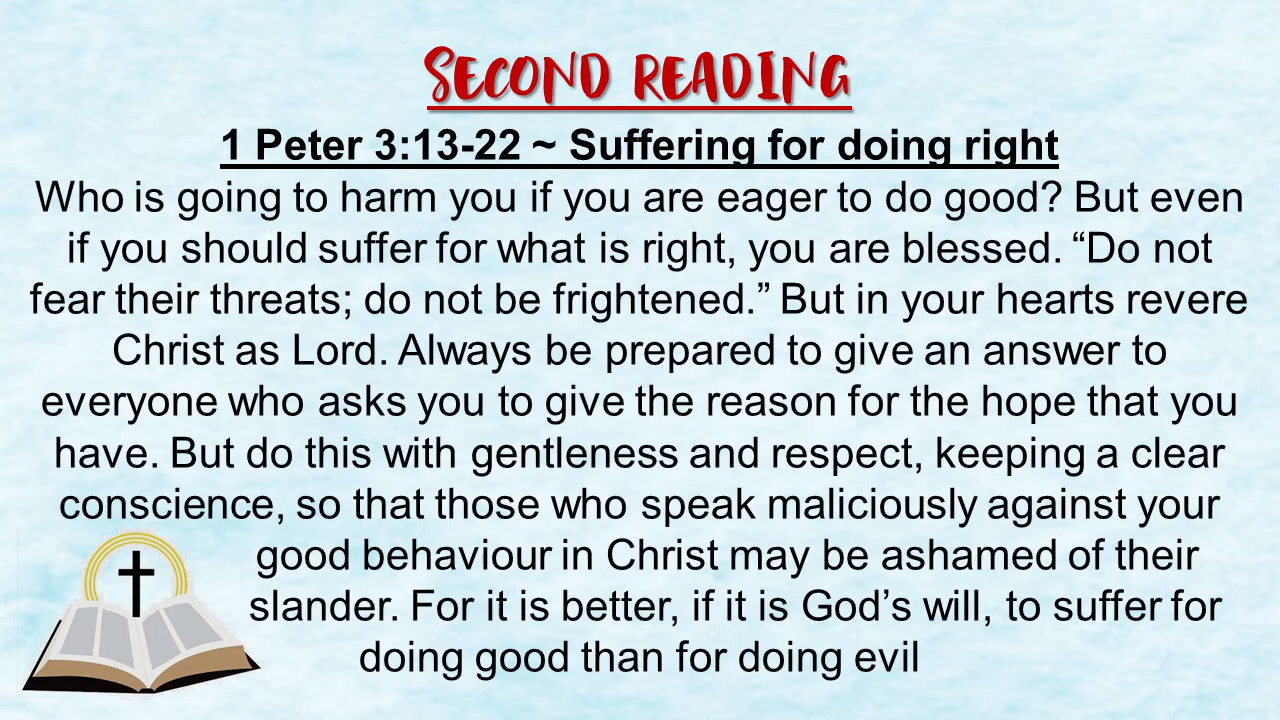 SECOND READING
1 Peter 3:13-22 ~ Suffering for doing right
Who is going to harm you if you are eager to do good? But even
if you should suffer for what is right, you are blessed. “Do not
fear their threats; do not be frightened.” But in your hearts revere
Christ as Lord. Always be prepared to give an answer to
everyone who asks you to give the reason for the hope that you
have. But do this with gentleness and respect, keeping a clear
conscience, so that those who speak maliciously against your
good behaviour in Christ may be ashamed of their
slander. For it is better, if it is God’s will, to suffer for
doing good than for doing evil